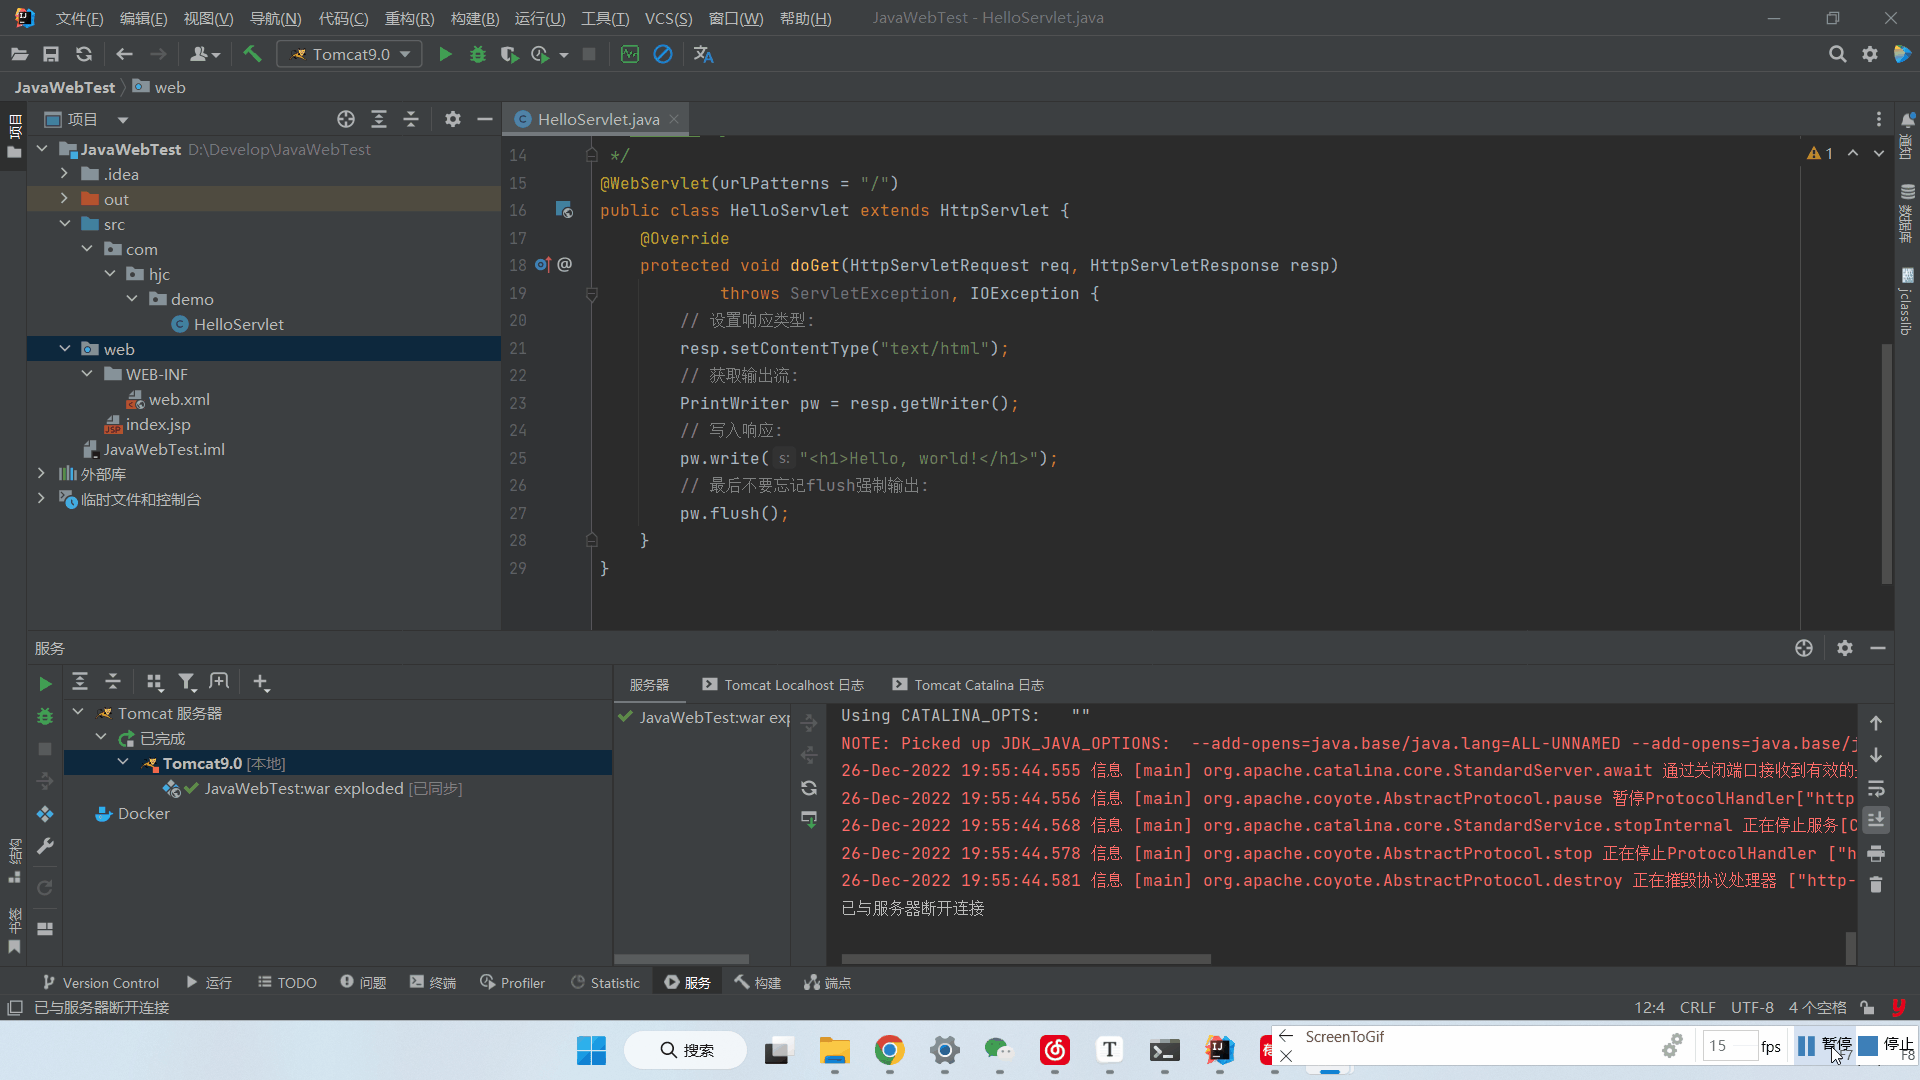 文件(F) 编辑(E) 视图(V) 导航(N) 代码(C) 重构(R) 构建(B) 运行(U) 工具(T) VCS(S) 窗口(W) 帮助(H) JavaWebTest - HelloServlet.java
Tomcat9.0
JavaWebTest web
项目
HelloServlet.java
项目
通知
数据库
jclasslib
JavaWebTest D:\Develop\JavaWebTest
.idea
out
src
com
hjc
demo
HelloServlet
web
WEB-INF
web.xml
index.jsp
JavaWebTest.iml
外部库
临时文件和控制台
1
14 */
15 @WebServlet(urlPatterns = "/")
16 public class HelloServlet extends HttpServlet {
17 @Override
18 @ protected void doGet(HttpServletRequest req, HttpServletResponse resp)
19 throws ServletException, IOException {
20 // 设置响应类型:
21 resp.setContentType("text/html");
22 // 获取输出流:
23 PrintWriter pw = resp.getWriter();
24 // 写入响应:
25 pw.write( s: "<h1>Hello, world!</h1>");
26 // 最后不要忘记flush强制输出:
27 pw.flush();
28 }
29 }
服务
Tomcat 服务器
已完成
Tomcat9.0 [本地]
JavaWebTest:war exploded [已同步]
Docker
结构
书签
服务器 Tomcat Localhost 日志 Tomcat Catalina 日志
JavaWebTest:war exp
Using CATALINA_OPTS: ""
NOTE: Picked up JDK_JAVA_OPTIONS: --add-opens=java.base/java.lang=ALL-UNNAMED --add-opens=java.base/j
26-Dec-2022 19:55:44.555 信息 [main] org.apache.catalina.core.StandardServer.await 通过关闭端口接收到有效的
26-Dec-2022 19:55:44.556 信息 [main] org.apache.coyote.AbstractProtocol.pause 暂停ProtocolHandler["http
26-Dec-2022 19:55:44.568 信息 [main] org.apache.catalina.core.StandardService.stopInternal 正在停止服务[C
26-Dec-2022 19:55:44.578 信息 [main] org.apache.coyote.AbstractProtocol.stop 正在停止ProtocolHandler ["h
26-Dec-2022 19:55:44.581 信息 [main] org.apache.coyote.AbstractProtocol.destroy 正在摧毁协议处理器 ["http-
已与服务器断开连接
Version Control 运行 TODO 问题 终端 Profiler Statistic 服务 构建 端点
已与服务器断开连接 12:4 CRLF UTF-8 4 个空格
搜索
ScreenToGif
15 fps 暂停 F7 停止 F8